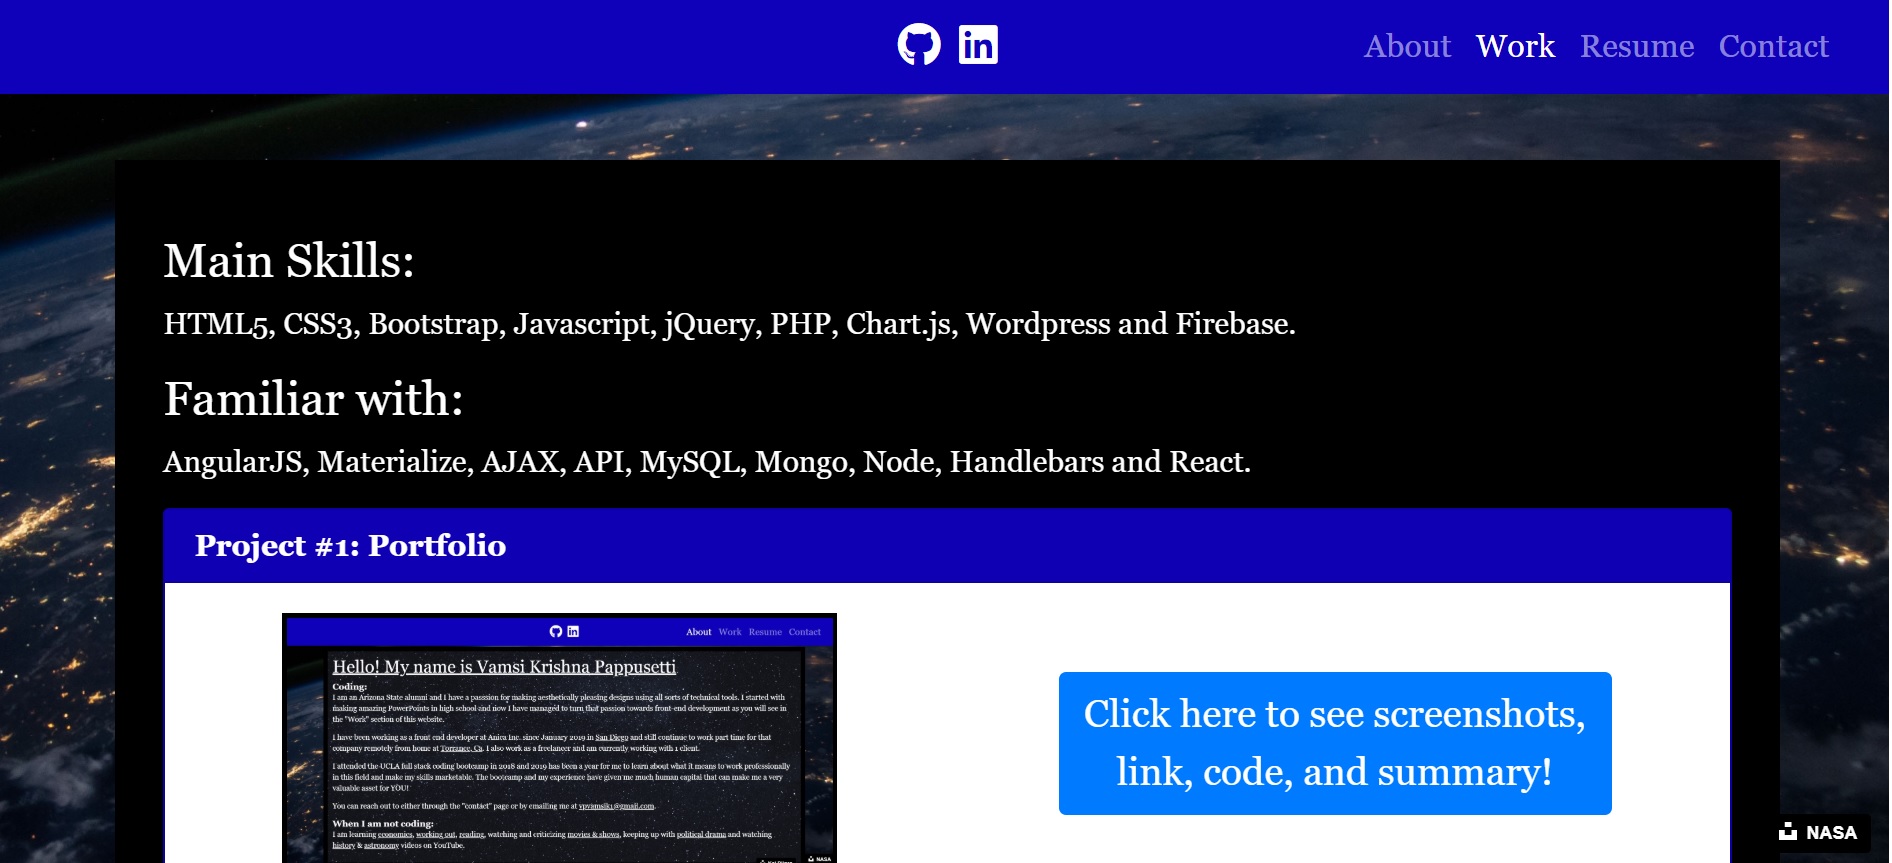 About Work Resume Contact
Main Skills:
HTML5, CSS3, Bootstrap, Javascript, jQuery, PHP, Chart.js, Wordpress and Firebase.
Familiar with:
AngularJS, Materialize, AJAX, API, MySQL, Mongo, Node, Handlebars and React.
Project #1: Portfolio
About Work Resume Contact
Hello! My name is Vamsi Krishna Pappusetti
Coding:
I am an Arizona State alumni and I have a passsion for making aesthetically pleasing designs using all sorts of technical tools. I started with
making amazing PowerPoints in high school and now I have managed to turn that passion towards front-end development as you will see in
the "Work" section of this website.
I have been working as a front end developer at Anica Inc. since January 2019 in San Diego and still continue to work part time for that
company remotely from home at Torrance, Ca. I also work as a freelancer and am currently working with 1 client.
I attended the UCLA full stack coding bootcamp in 2018 and 2019 has been a year for me to learn about what it means to work professionally
in this field and make my skills marketable. The bootcamp and my experience have given me much human capital that can make me a very
valuable asset for YOU!
You can reach out to either through the "contact" page or by emailing me at vpvamsik1@gmail.com.
When I am not coding:
I am learning economics, working out, reading, watching and criticizing movies & shows, keeping up with political drama and watching
history & astronomy videos on YouTube.
NASA
Click here to see screenshots,
link, code, and summary!
NASA